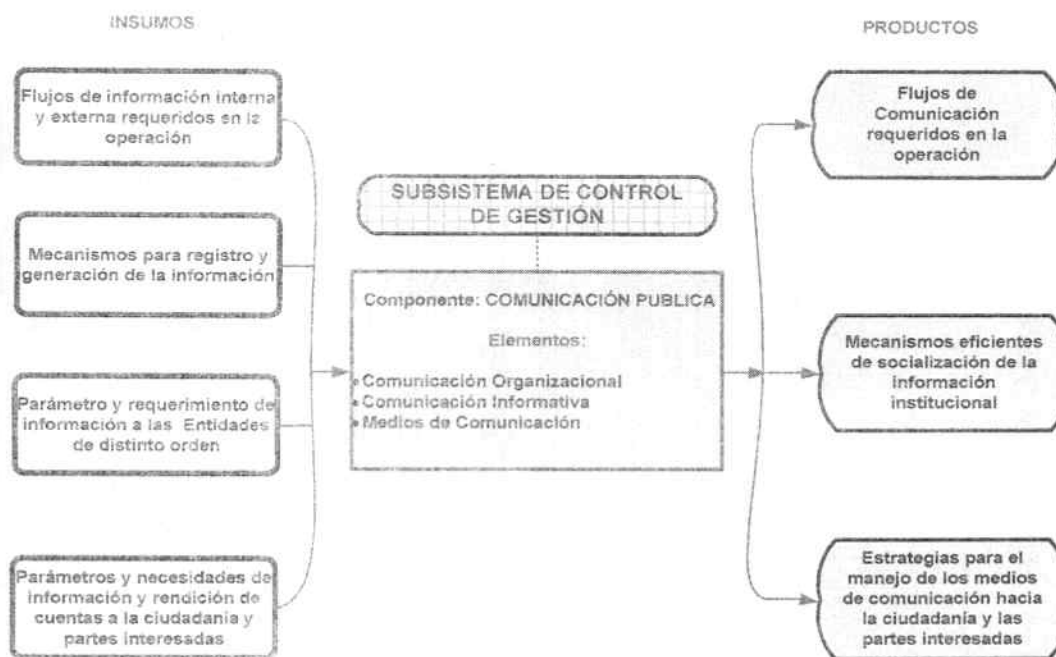 INSUMOS
Flujos de información interna
y externa requeridos en la
operación
Mecanismos para registro y
generación de la información
Parámetro y requerimiento de
información a las Entidades
de distinto orden
Parámetros y necesidades de
información y rendición de
cuentas a la ciudadanía y
partes interesadas
SUBSISTEMA DE CONTROL
DE GESTIÓN
Componente: COMUNICACIÓN PUBLICA
Elementos:
• Comunicación Organizacional
• Comunicación Informativa
• Medios de Comunicación
PRODUCTOS
Flujos de
Comunicación
requeridos en la
operación
Mecanismos eficientes
de socialización de la
información
institucional
Estrategias para el
manejo de los medios
de comunicación hacia
la ciudadanía y las
partes interesadas